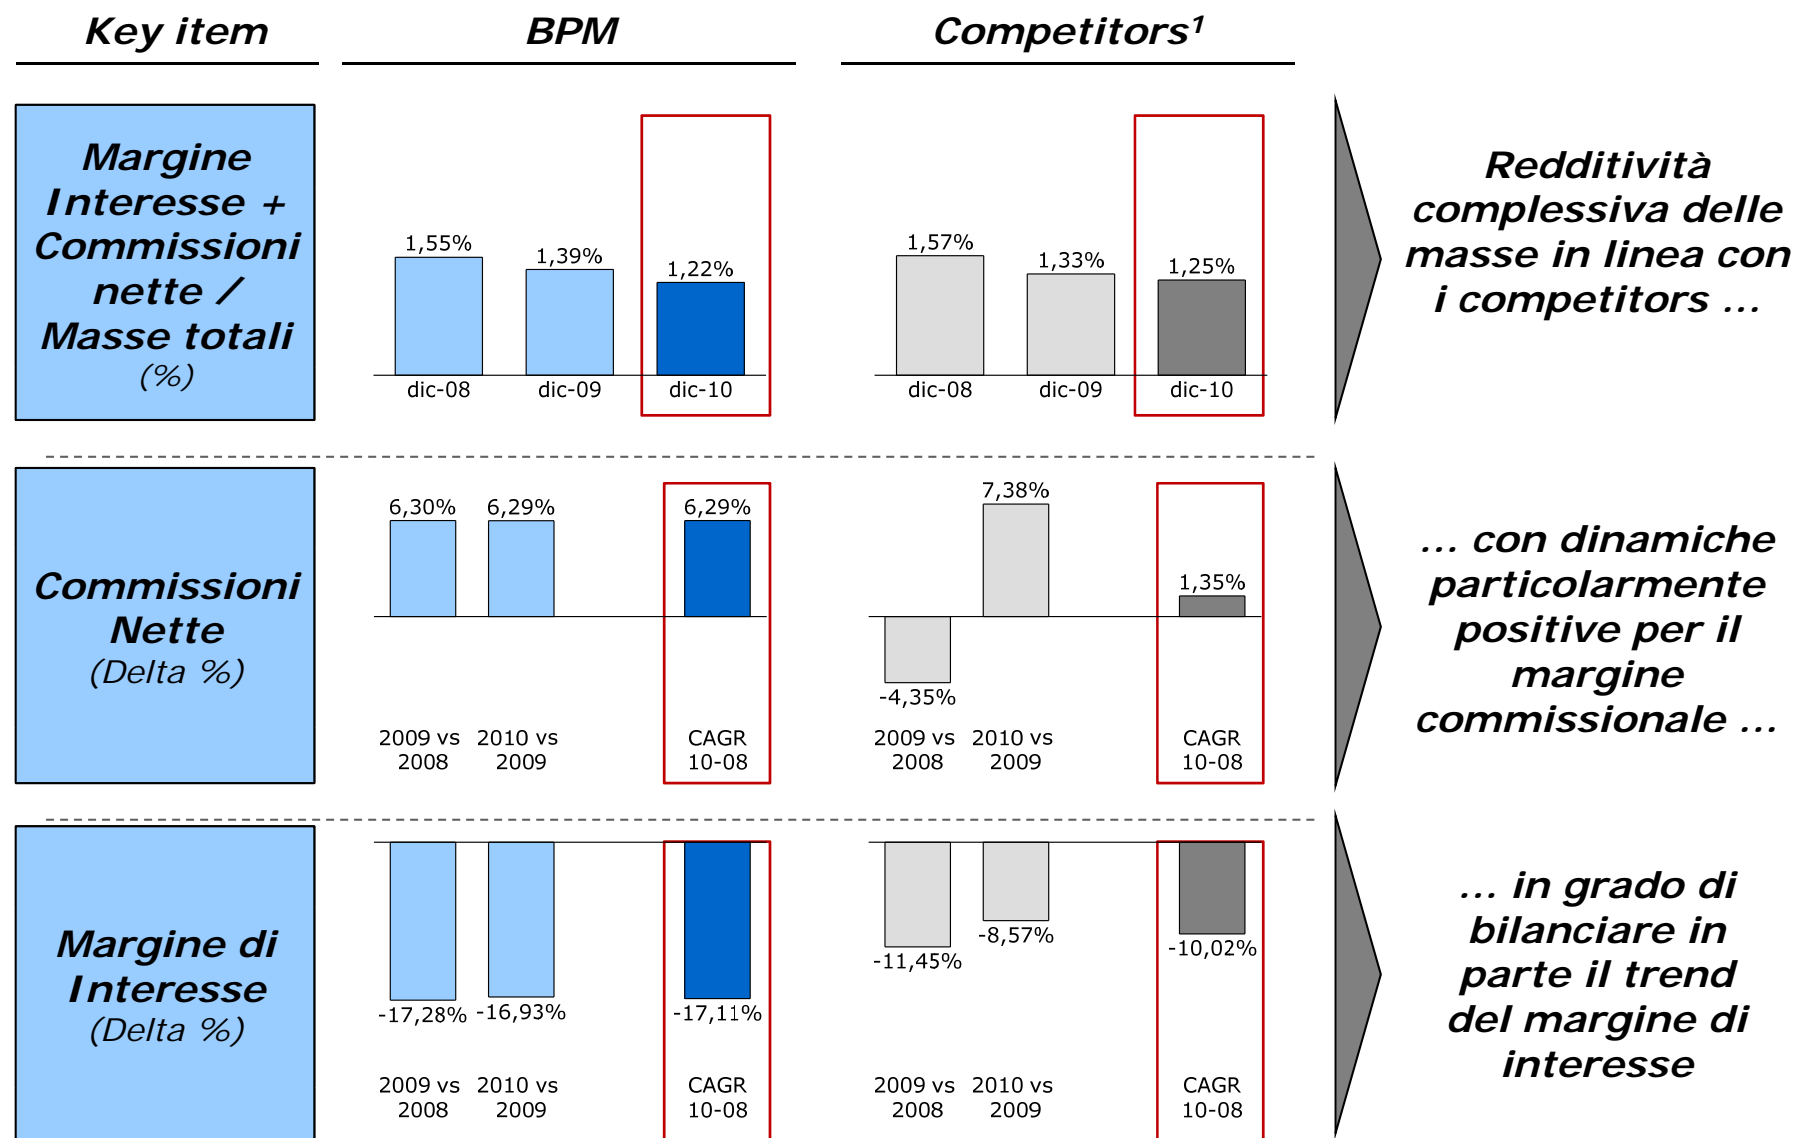 Key item
BPM
Competitors¹
Margine
Interesse +
Commissioni
nette /
Masse totali
(%)
1,55%
1,39%
1,22%
dic-08
dic-09
dic-10
1,57%
1,33%
1,25%
dic-08
dic-09
dic-10
Redditività
complessiva delle
masse in linea con
i competitors ...
Commissioni
Nette
(Delta %)
6,30%
6,29%
6,29%
2009 vs
2008
2010 vs
2009
CAGR
10-08
-4,35%
7,38%
1,35%
2009 vs
2008
2010 vs
2009
CAGR
10-08
... con dinamiche
particolarmente
positive per il
margine
commissionale ...
Margine di
Interesse
(Delta %)
-17,28%
-16,93%
-17,11%
2009 vs
2008
2010 vs
2009
CAGR
10-08
-11,45%
-8,57%
-10,02%
2009 vs
2008
2010 vs
2009
CAGR
10-08
... in grado di
bilanciare in
parte il trend
del margine di
interesse